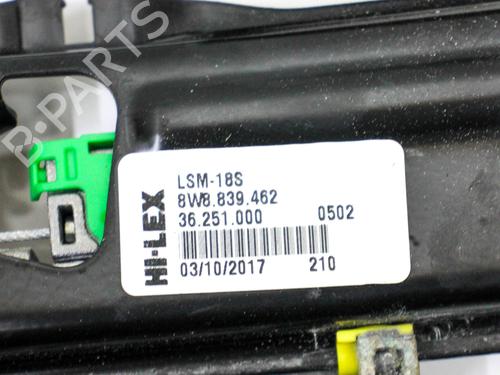 B-PARTS
HI-LEX
LSM-18S
8W8.839.462
36.251.000 0502
03/10/2017 210